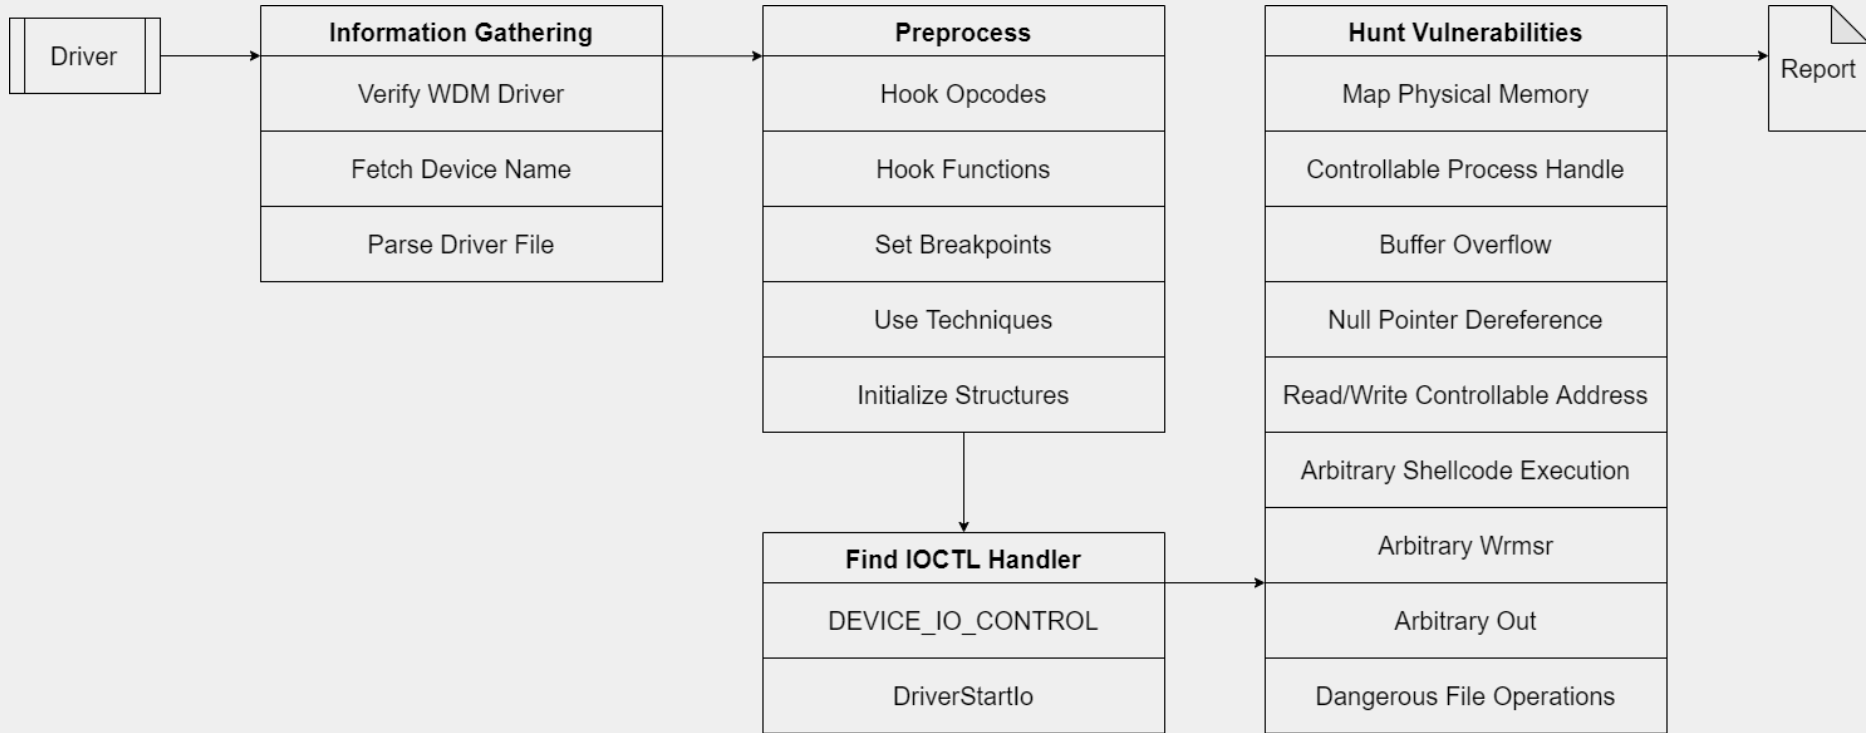 Driver
Information Gathering
Verify WDM Driver
Fetch Device Name
Parse Driver File
Preprocess
Hook Opcodes
Hook Functions
Set Breakpoints
Use Techniques
Initialize Structures
Find IOCTL Handler
DEVICE_IO_CONTROL
DriverStartIo
Hunt Vulnerabilities
Map Physical Memory
Controllable Process Handle
Buffer Overflow
Null Pointer Dereference
Read/Write Controllable Address
Arbitrary Shellcode Execution
Arbitrary Wrmsr
Arbitrary Out
Dangerous File Operations
Report